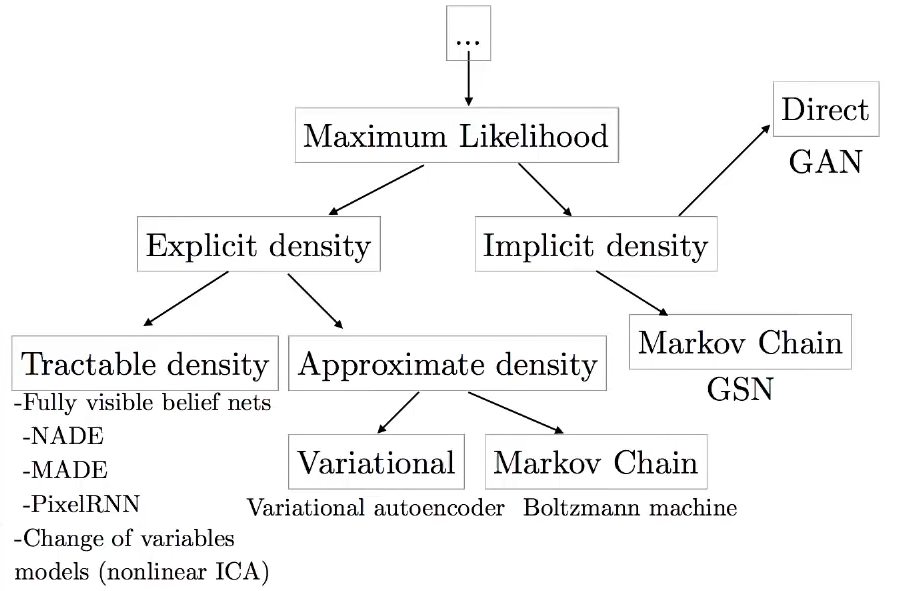 ...
Maximum Likelihood
Direct
GAN
Explicit density
Implicit density
Tractable density
-Fully visible belief nets
-NADE
-MADE
-PixelRNN
-Change of variables
models (nonlinear ICA)
Approximate density
Variational
Variational autoencoder
Markov Chain
Boltzmann machine
Markov Chain
GSN